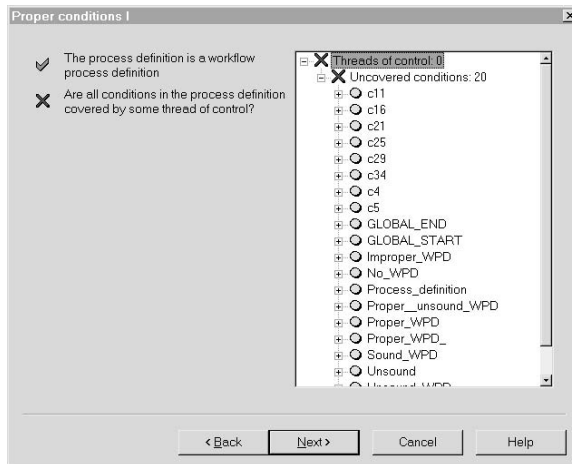 Proper conditions I
The process definition is a workflow
process definition
Are all conditions in the process definition
covered by some thread of control?
Threads of control: 0
Uncovered conditions: 20
c11
c16
c21
c25
c29
c34
c4
c5
GLOBAL_END
GLOBAL_START
Improper_WPD
No_WPD
Process_definition
Proper__unsound_WPD
Proper_WPD
Proper_WPD_
Sound_WPD
Unsound
Unsound_WPD
< Back
Next >
Cancel
Help